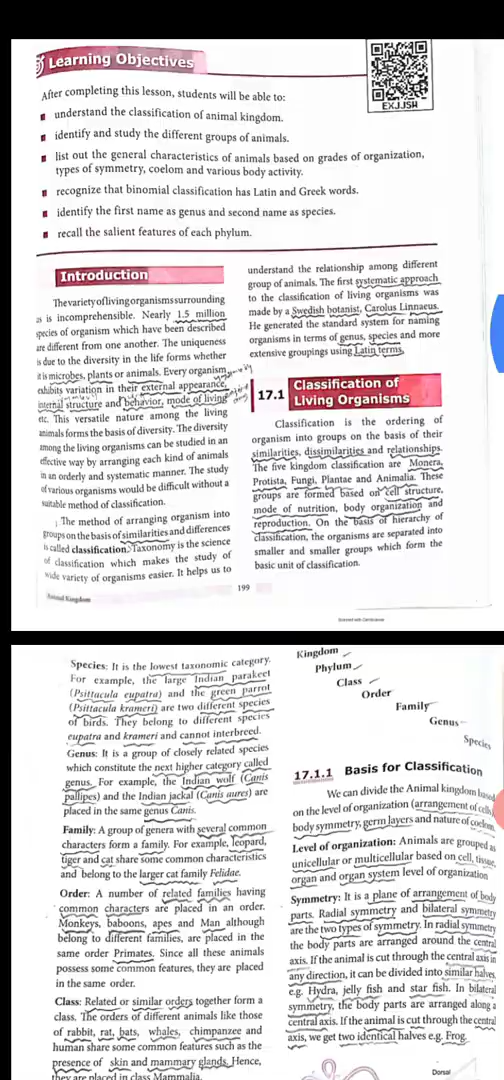 Learning Objectives
EXJJSH
After completing this lesson, students will be able to:
understand the classification of animal kingdom.
identify and study the different groups of animals.
list out the general characteristics of animals based on grades of organization,
types of symmetry, coelom and various body activity.
recognize that binomial classification has Latin and Greek words.
identify the first name as genus and second name as species.
recall the salient features of each phylum.
Introduction
The variety of living organisms surrounding
us is incomprehensible. Nearly 1.5 million
species of organism which have been described
are different from one another. The uniqueness
is due to the diversity in the life forms whether
it is microbes, plants or animals. Every organism
exhibits variation in their external appearance,
internal structure and behavior, mode of living
etc. This versatile nature among the living
animals forms the basis of diversity. The diversity
among the living organisms can be studied in an
effective way by arranging each kind of animals
in an orderly and systematic manner. The study
of various organisms would be difficult without a
suitable method of classification.
The method of arranging organism into
groups on the basis of similarities and differences
is called classification. Taxonomy is the science
of classification which makes the study of
wide variety of organisms easier. It helps us to
understand the relationship among different
group of animals. The first systematic approach
to the classification of living organisms was
made by a Swedish botanist, Carolus Linnaeus.
He generated the standard system for naming
organisms in terms of genus, species and more
extensive groupings using Latin terms.
17.1 Classification of
Living Organisms
Classification is the ordering of
organism into groups on the basis of their
similarities, dissimilarities and relationships.
The five kingdom classification are Monera,
Protista, Fungi, Plantae and Animalia. These
groups are formed based on cell structure,
mode of nutrition, body organization and
reproduction. On the basis of hierarchy of
classification, the organisms are separated into
smaller and smaller groups which form the
basic unit of classification.
199
Animal Kingdom
Scanned with CamScanner
Species: It is the lowest taxonomic category.
For example, the large Indian parakeet
(Psittacula eupatra) and the green parrot
(Psittacula krameri) are two different species
of birds. They belong to different species
eupatra and krameri and cannot interbreed.
Genus: It is a group of closely related species
which constitute the next higher category called
genus. For example, the Indian wolf (Canis
pallipes) and the Indian jackal (Canis aures) are
placed in the same genus Canis.
Family: A group of genera with several common
characters form a family. For example, leopard,
tiger and cat share some common characteristics
and belong to the larger cat family Felidae.
Order: A number of related families having
common characters are placed in an order.
Monkeys, baboons, apes and Man although
belong to different families, are placed in the
same order Primates. Since all these animals
possess some common features, they are placed
in the same order.
Class: Related or similar orders together form a
class. The orders of different animals like those
of rabbit, rat, bats, whales, chimpanzee and
human share some common features such as the
presence of skin and mammary glands. Hence,
they are placed in class Mammalia.
Kingdom
Phylum
Class
Order
Family
Genus
Species
17.1.1 Basis for Classification
We can divide the Animal kingdom based
on the level of organization (arrangement of cells),
body symmetry, germ layers and nature of coelom.
Level of organization: Animals are grouped as
unicellular or multicellular based on cell, tissue,
organ and organ system level of organization
Symmetry: It is a plane of arrangement of body
parts. Radial symmetry and bilateral symmetry
are the two types of symmetry. In radial symmetry
the body parts are arranged around the central
axis. If the animal is cut through the central axis in
any direction, it can be divided into similar halves.
e.g. Hydra, jelly fish and star fish. In bilateral
symmetry, the body parts are arranged along a
central axis. If the animal is cut through the central
axis, we get two identical halves e.g. Frog.
Dorsal